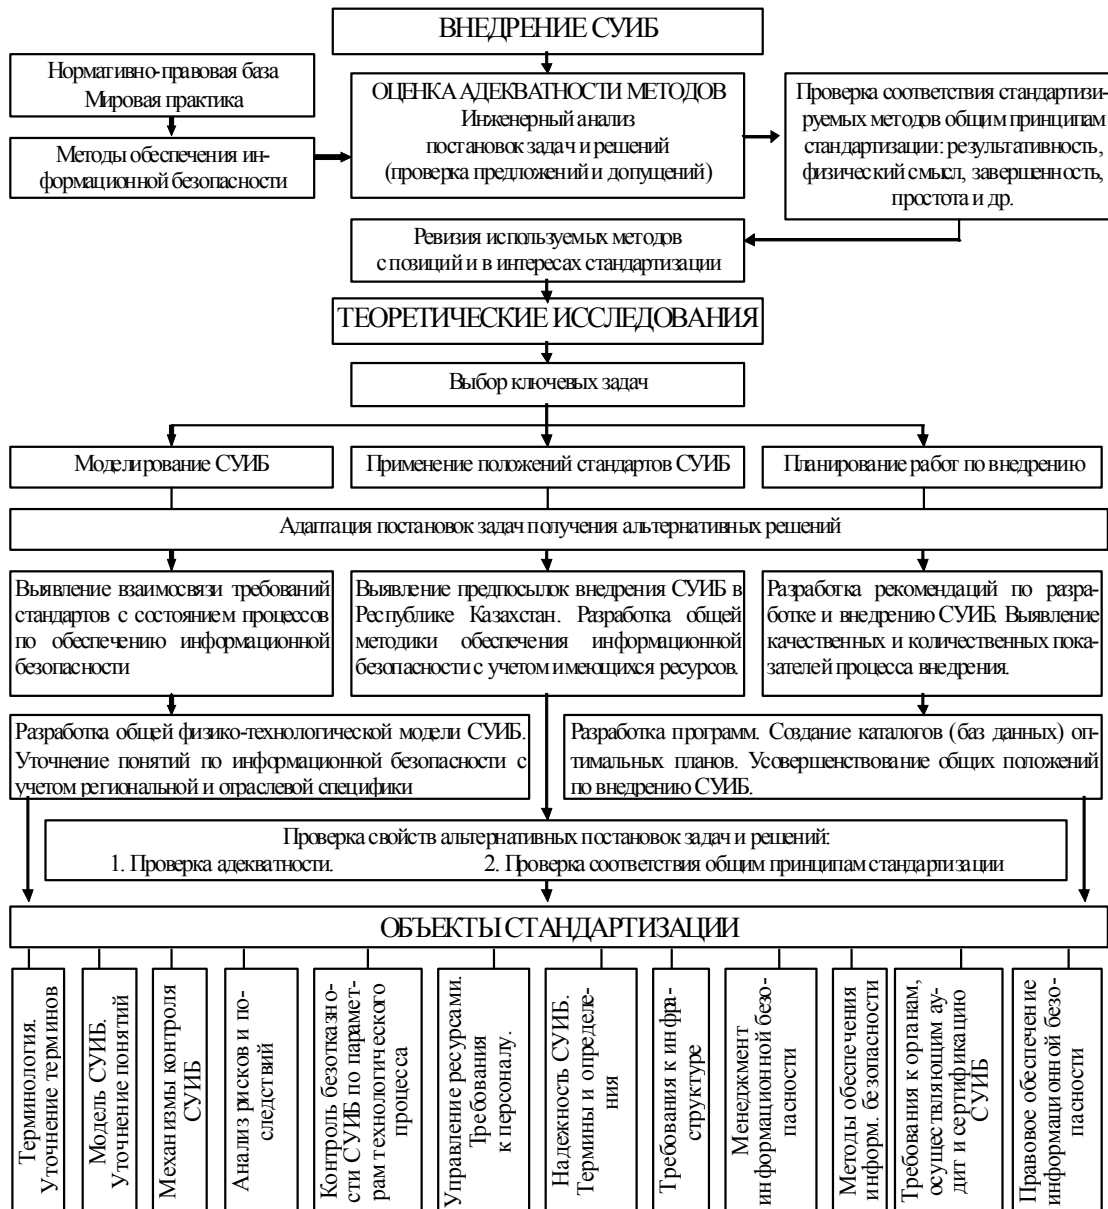 ВНЕДРЕНИЕ СУИБ
Нормативно-правовая база
Мировая практика
Методы обеспечения ин-
формационной безопасности
ОЦЕНКА АДЕКВАТНОСТИ МЕТОДОВ
Инженерный анализ
постановок задач и решений
(проверка предложений и допущений)
Проверка соответствия стандартизи-
руемых методов общим принципам
стандартизации: результативность,
физический смысл, завершенность,
простота и др.
Ревизия используемых методов
с позиций и в интересах стандартизации
ТЕОРЕТИЧЕСКИЕ ИССЛЕДОВАНИЯ
Выбор ключевых задач
Моделирование СУИБ
Применение положений стандартов СУИБ
Планирование работ по внедрению
Адаптация постановок задач получения альтернативных решений
Выявление взаимосвязи требований
стандартов с состоянием процессов
по обеспечению информационной
безопасности
Выявление предпосылок внедрения СУИБ в
Республике Казахстан. Разработка общей
методики обеспечения информационной
безопасности с учетом имеющихся ресурсов.
Разработка рекомендаций по разра-
ботке и внедрению СУИБ. Выявление
качественных и количественных пока-
зателей процесса внедрения.
Разработка общей физико-технологической модели СУИБ.
Уточнение понятий по информационной безопасности с
учетом региональной и отраслевой специфики
Разработка программ. Создание каталогов (баз данных) оп-
тимальных планов. Усовершенствование общих положений
по внедрению СУИБ.
Проверка свойств альтернативных постановок задач и решений:
1. Проверка адекватности. 2. Проверка соответствия общим принципам стандартизации
ОБЪЕКТЫ СТАНДАРТИЗАЦИИ
Терминология.
Уточнение терминов
Модель СУИБ.
Уточнение понятий
Механизмы контроля
СУИБ
Анализ рисков и по-
следствий
Контроль безотказно-
сти СУИБ по парамет-
рам технологического
процесса
Управление ресурсами.
Требования
к персоналу.
Надежность СУИБ.
Термины и определе-
ния
Требования к инфра-
структуре
Менеджмент
информационной безо-
пасности
Методы обеспечения
информ. безопасности
Требования к органам,
осуществляющим ау-
дит и сертификацию
СУИБ
Правовое обеспечение
информационной безо-
пасности